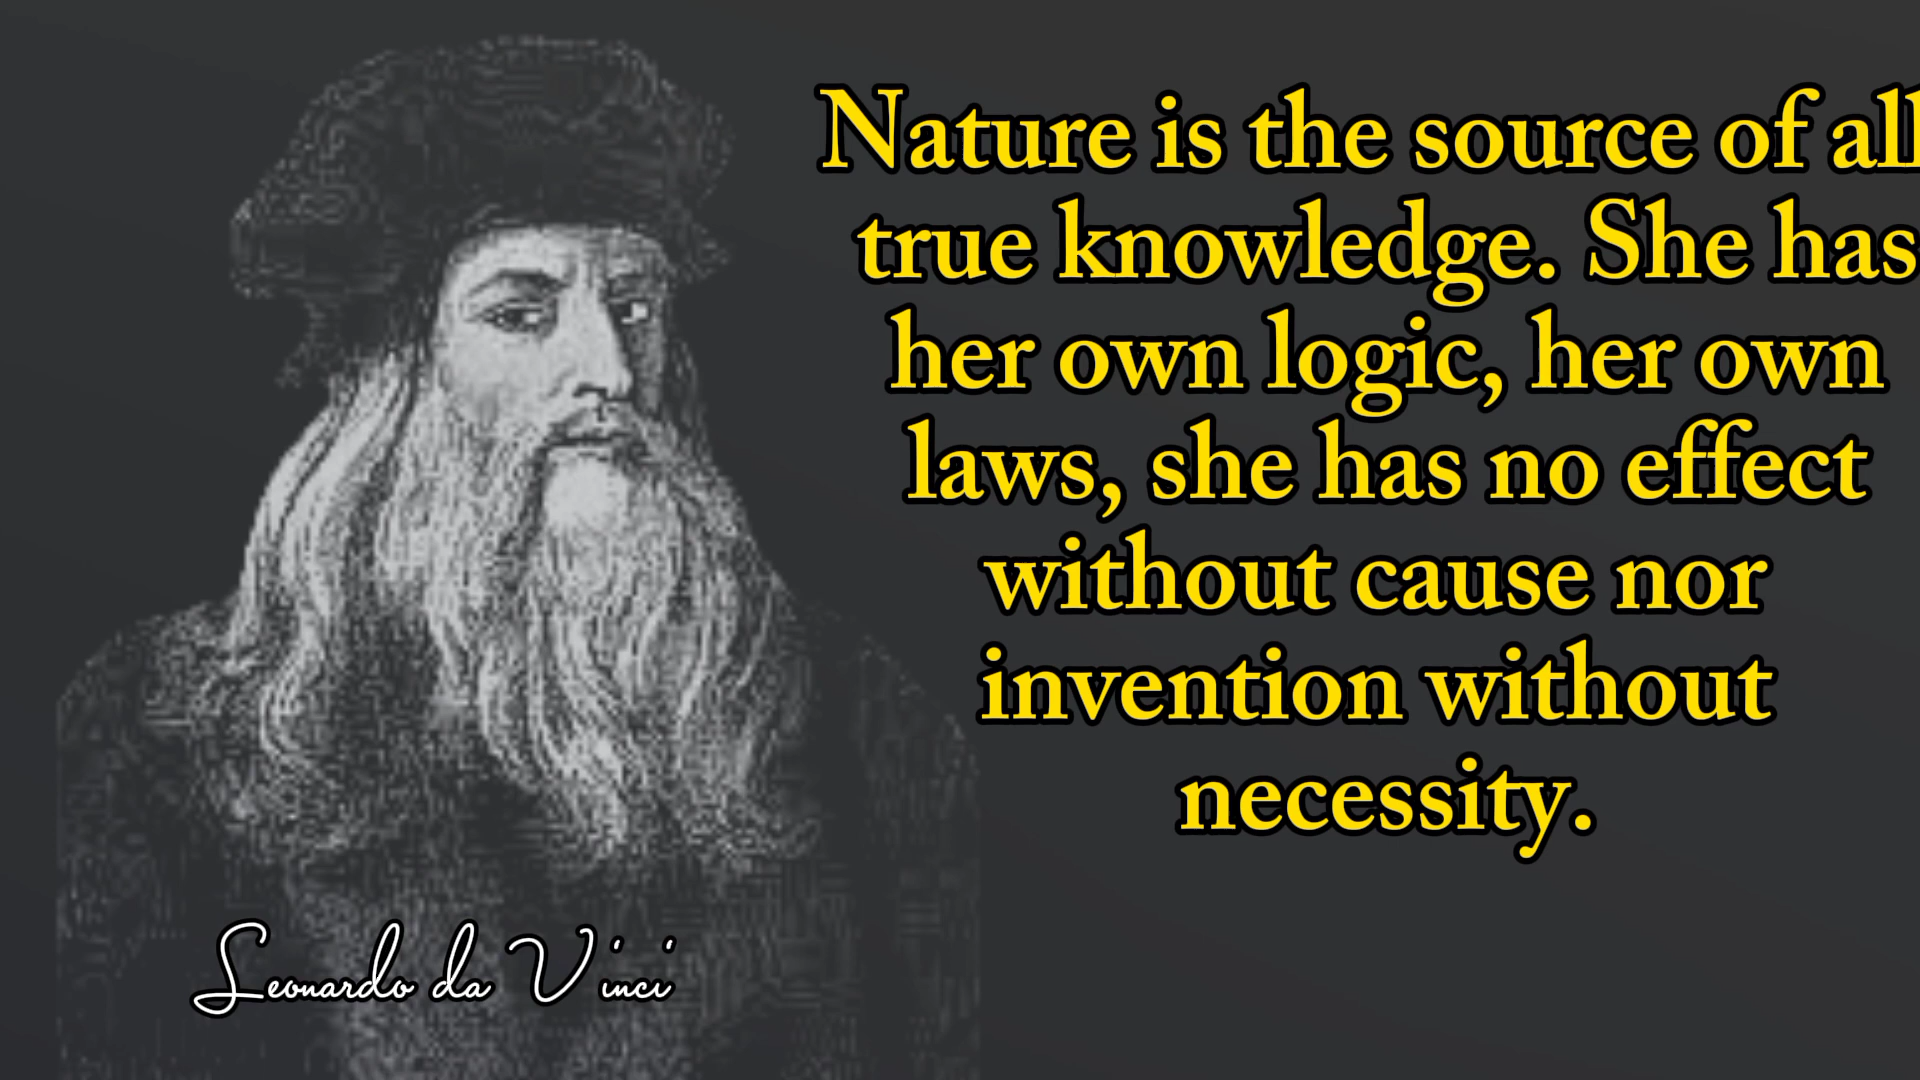 Nature is the source of all
true knowledge. She has
her own logic, her own
laws, she has no effect
without cause nor
invention without
necessity.
Leonardo da Vinci